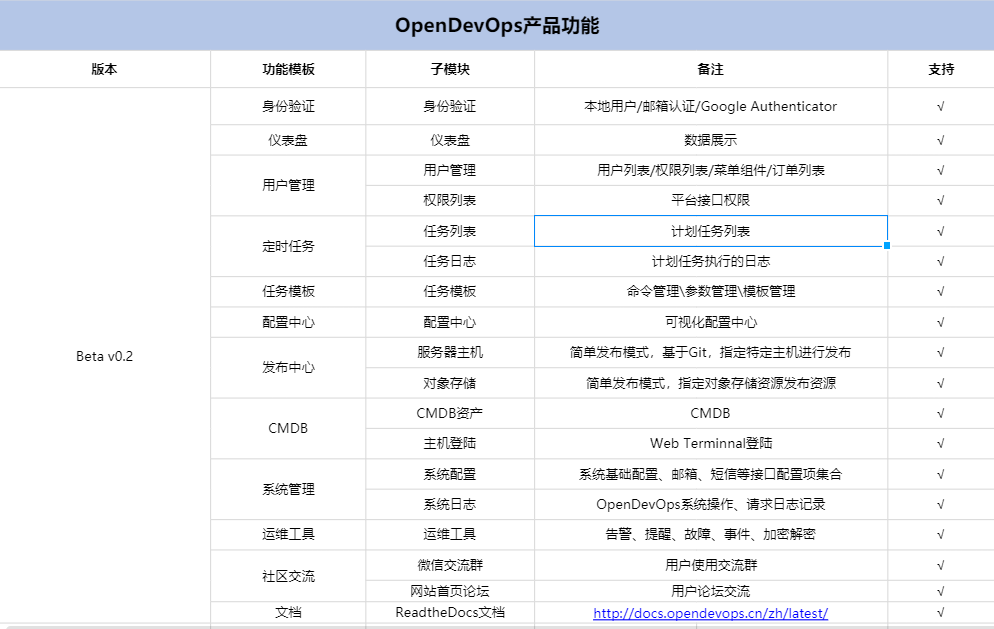 OpenDevOps产品功能
版本 功能模板 子模块 备注 支持
身份验证 身份验证 本地用户/邮箱认证/Google Authenticator √
仪表盘 仪表盘 数据展示 √
用户管理 用户管理 用户列表/权限列表/菜单组件/订单列表 √
权限列表 平台接口权限 √
定时任务 任务列表 计划任务列表 √
任务日志 计划任务执行的日志 √
任务模板 任务模板 命令管理\参数管理\模板管理 √
配置中心 配置中心 可视化配置中心 √
Beta v0.2 发布中心 服务器主机 简单发布模式，基于Git，指定特定主机进行发布 √
对象存储 简单发布模式，指定对象存储资源发布资源 √
CMDB CMDB资产 CMDB √
主机登陆 Web Terminnal登陆 √
系统管理 系统配置 系统基础配置、邮箱、短信等接口配置项集合 √
系统日志 OpenDevOps系统操作、请求日志记录 √
运维工具 运维工具 告警、提醒、故障、事件、加密解密 √
社区交流 微信交流群 用户使用交流群 √
网站首页论坛 用户论坛交流 √
文档 ReadtheDocs文档 http://docs.opendevops.cn/zh/latest/ √